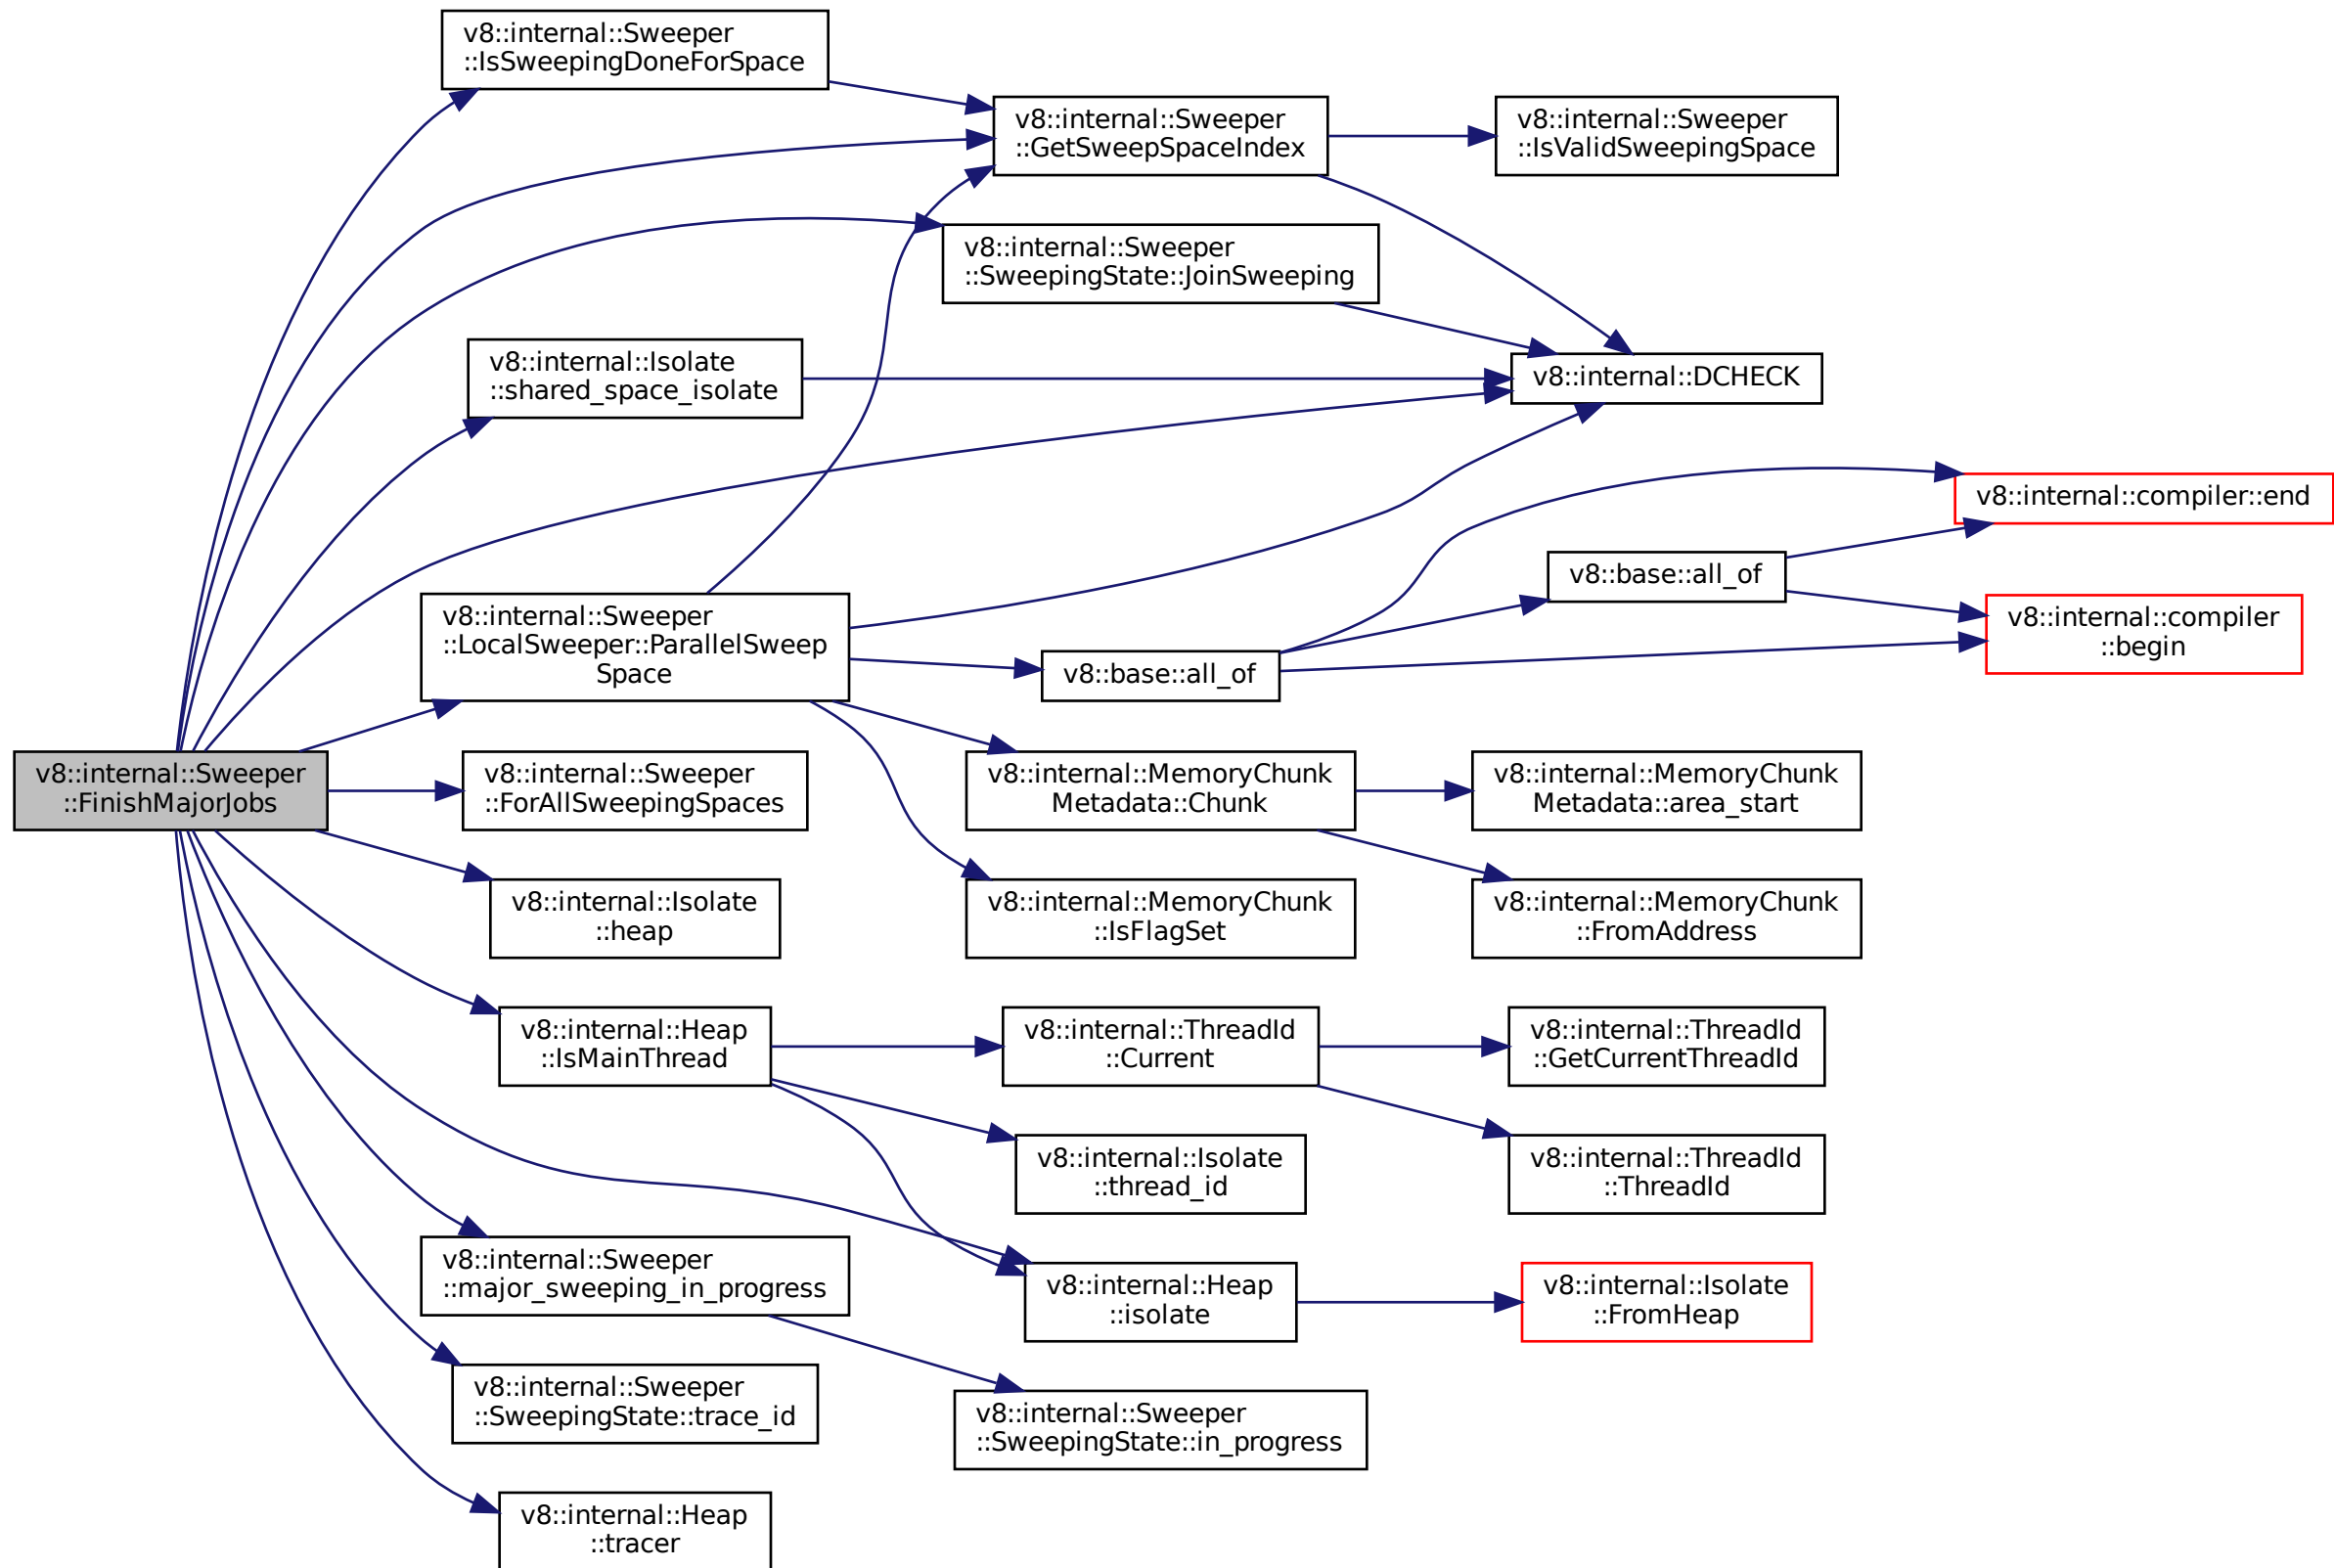 v8::internal::Sweeper
::IsSweepingDoneForSpace
v8::internal::Sweeper
::GetSweepSpaceIndex
v8::internal::Sweeper
::IsValidSweepingSpace
v8::internal::Sweeper
::SweepingState::JoinSweeping
v8::internal::Isolate
::shared_space_isolate
v8::internal::DCHECK
v8::internal::compiler::end
v8::base::all_of
v8::internal::Sweeper
::LocalSweeper::ParallelSweep
Space
v8::internal::compiler
::begin
v8::base::all_of
v8::internal::Sweeper
::FinishMajorJobs
v8::internal::Sweeper
::ForAllSweepingSpaces
v8::internal::MemoryChunk
Metadata::Chunk
v8::internal::MemoryChunk
Metadata::area_start
v8::internal::Isolate
::heap
v8::internal::MemoryChunk
::IsFlagSet
v8::internal::MemoryChunk
::FromAddress
v8::internal::Heap
::IsMainThread
v8::internal::ThreadId
::Current
v8::internal::ThreadId
::GetCurrentThreadId
v8::internal::Isolate
::thread_id
v8::internal::ThreadId
::ThreadId
v8::internal::Sweeper
::major_sweeping_in_progress
v8::internal::Heap
::isolate
v8::internal::Isolate
::FromHeap
v8::internal::Sweeper
::SweepingState::trace_id
v8::internal::Sweeper
::SweepingState::in_progress
v8::internal::Heap
::tracer